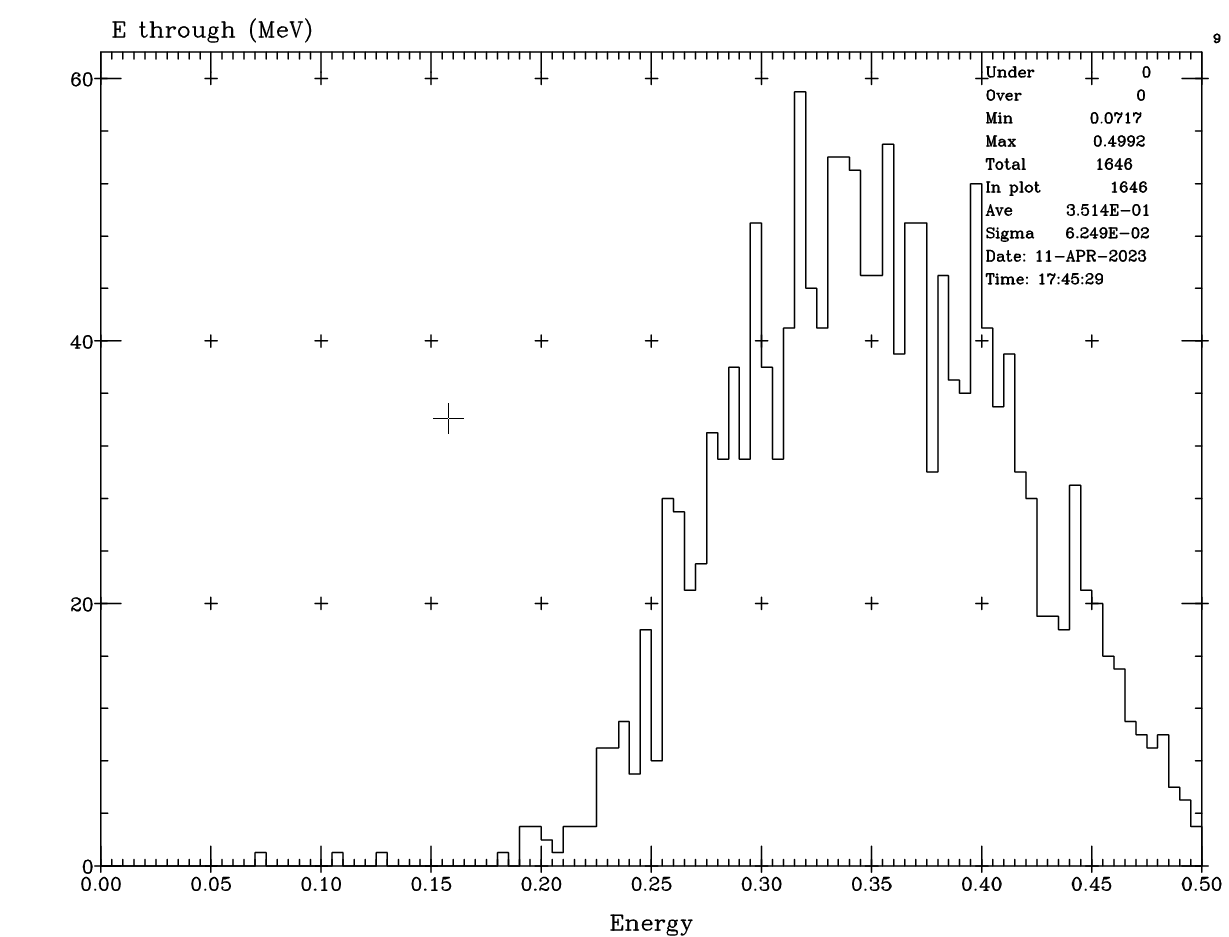 E through (MeV)
9
Under 0
Over 0
Min 0.0717
Max 0.4992
Total 1646
In plot 1646
Ave 3.514E-01
Sigma 6.249E-02
Date: 11-APR-2023
Time: 17:45:29
60
40
20
0
0.00 0.05 0.10 0.15 0.20 0.25 0.30 0.35 0.40 0.45 0.50
Energy